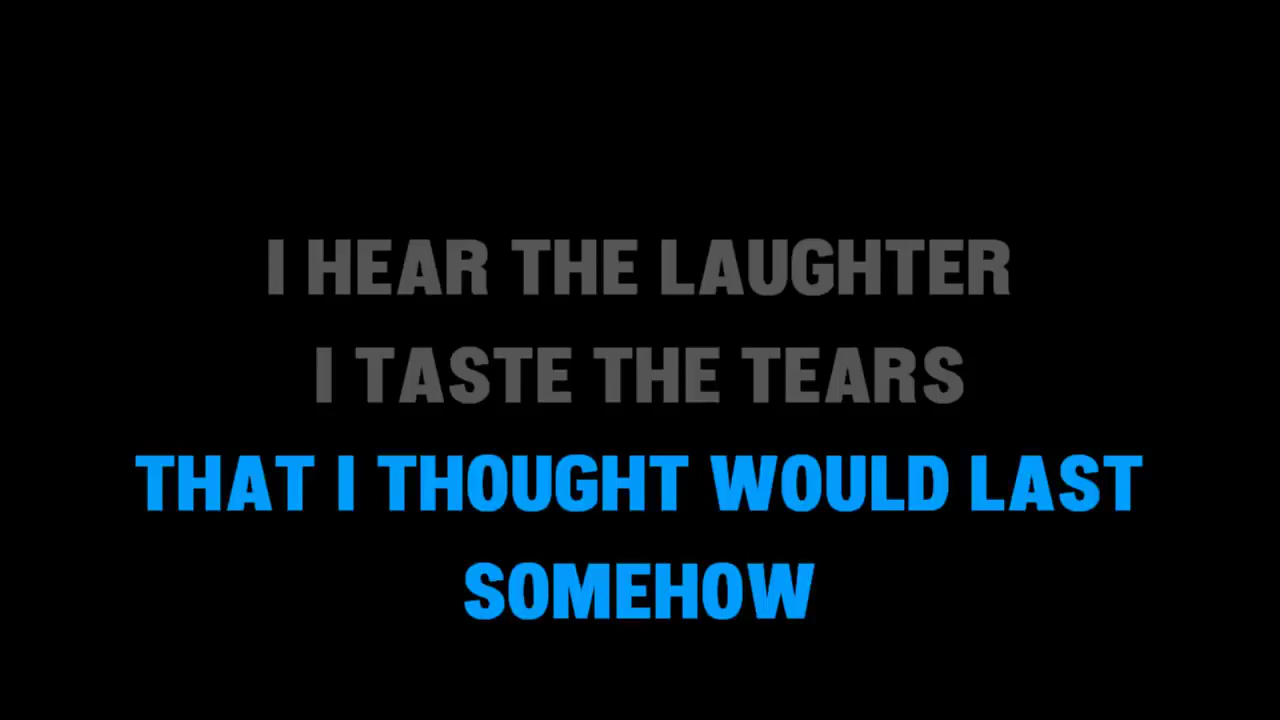 I HEAR THE LAUGHTER
I TASTE THE TEARS
THAT I THOUGHT WOULD LAST
SOMEHOW